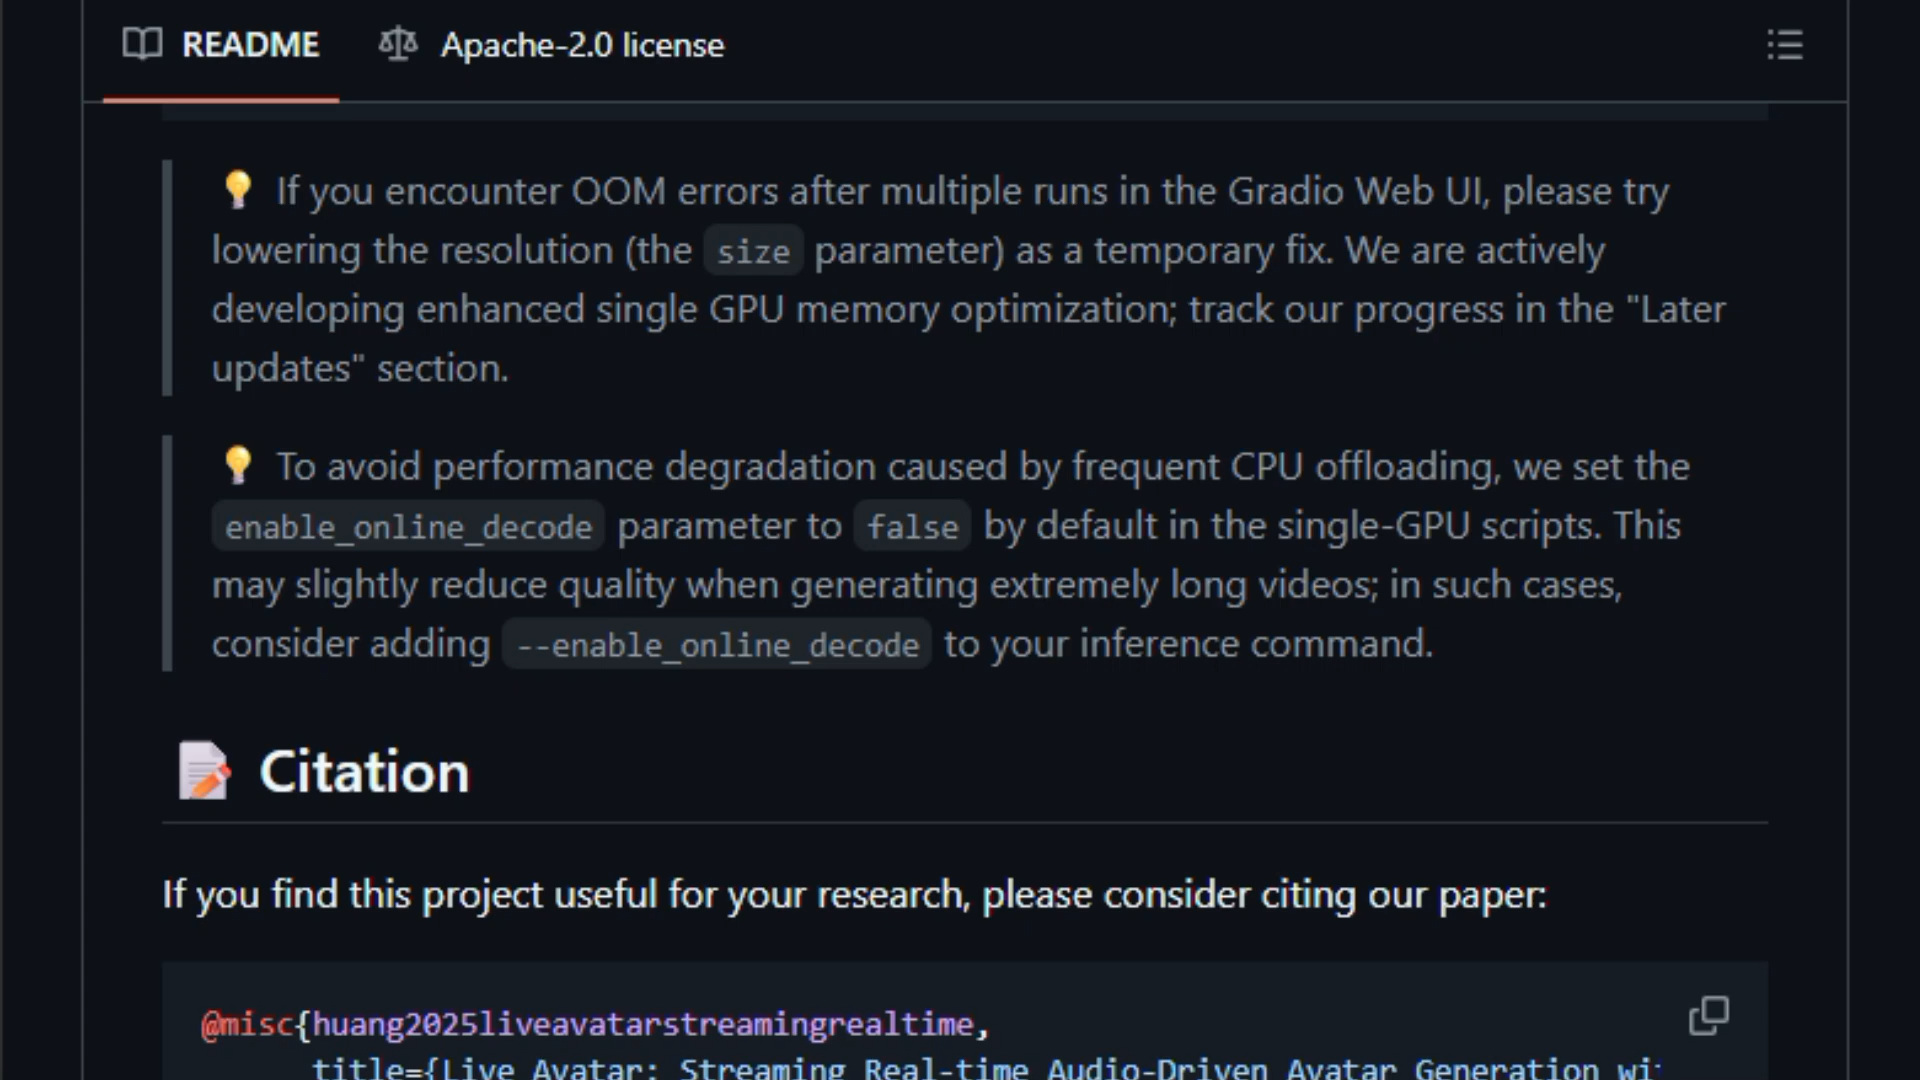 README
Apache-2.0 license
💡 If you encounter OOM errors after multiple runs in the Gradio Web UI, please try
lowering the resolution (the size parameter) as a temporary fix. We are actively
developing enhanced single GPU memory optimization; track our progress in the "Later
updates" section.
💡 To avoid performance degradation caused by frequent CPU offloading, we set the
enable_online_decode parameter to false by default in the single-GPU scripts. This
may slightly reduce quality when generating extremely long videos; in such cases,
consider adding --enable_online_decode to your inference command.
📝 Citation
If you find this project useful for your research, please consider citing our paper:
@misc{huang2025liveavatarstreamingrealtime,
title={Live Avatar: Streaming Real-time Audio-Driven Avatar Generation